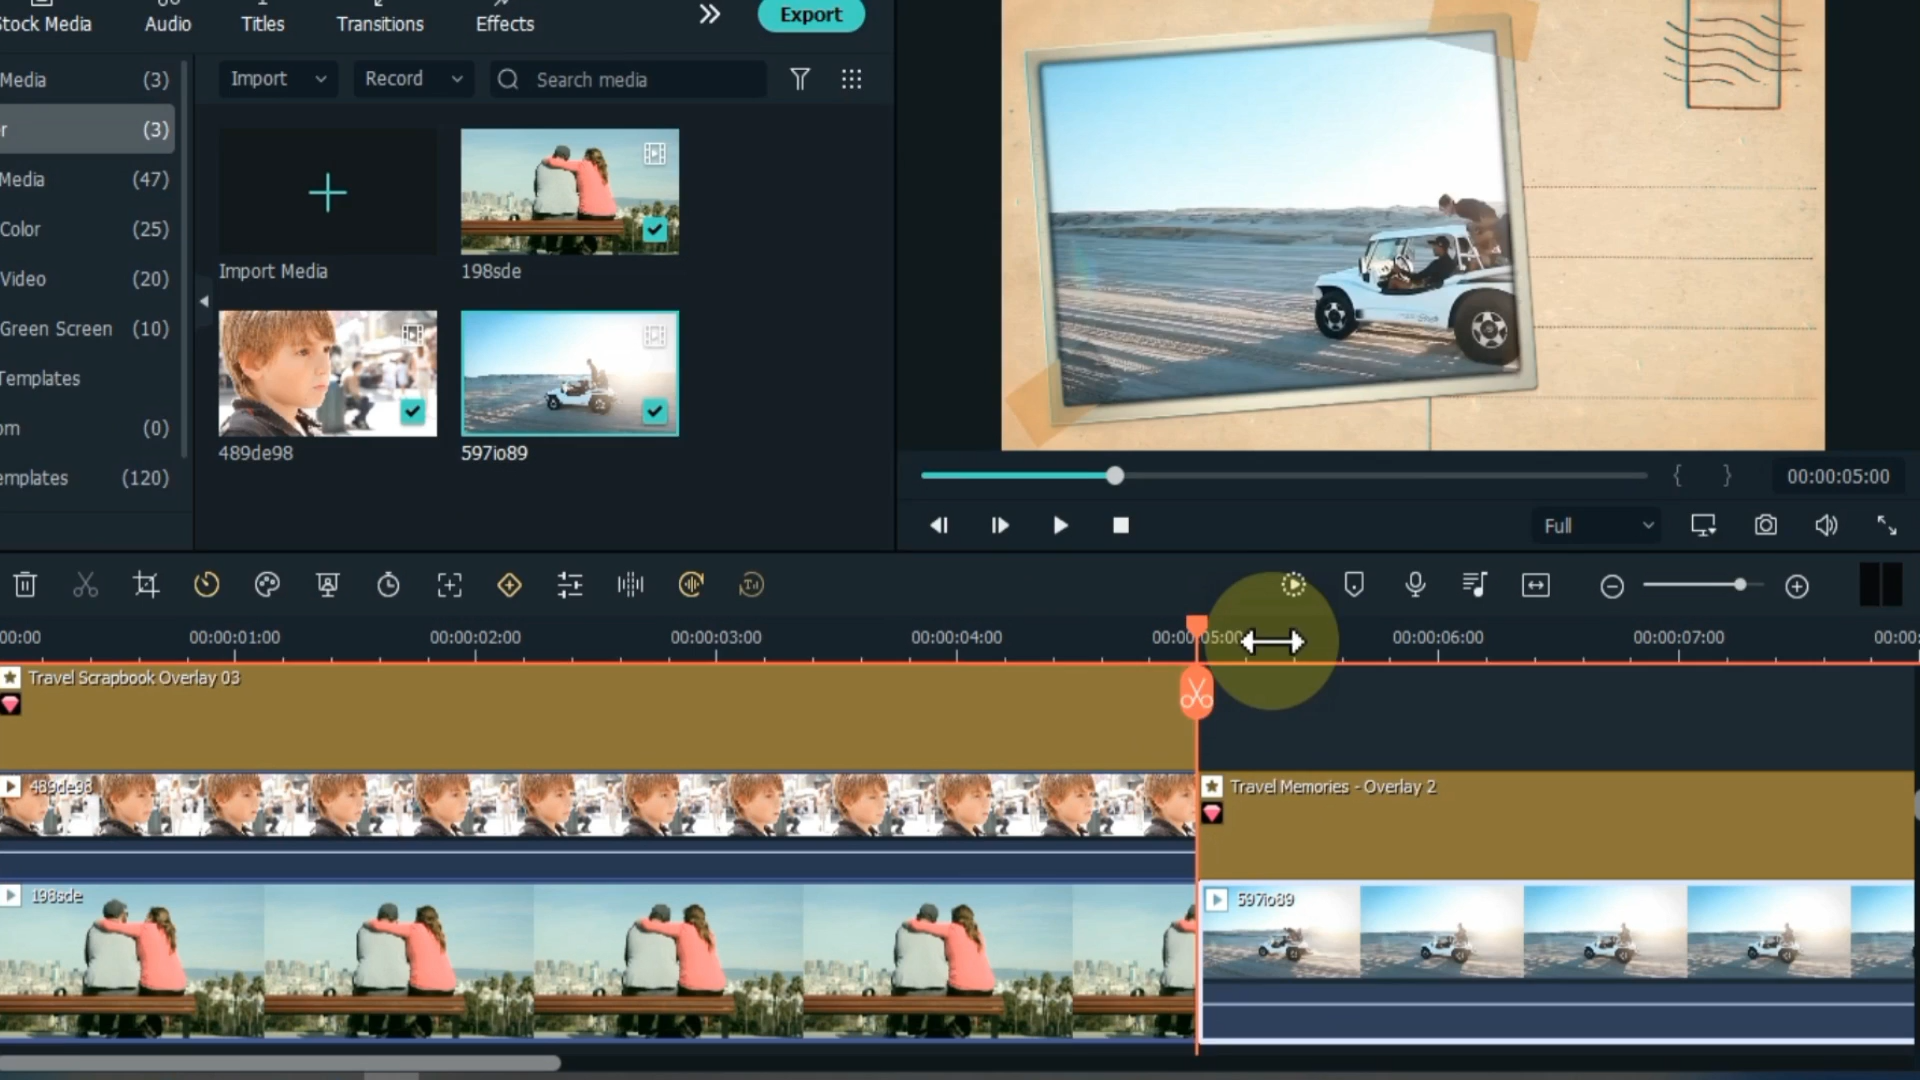 Stock Media
Audio
Titles
Transitions
Effects
Export
Media (3)
r (3)
Media (47)
Color (25)
Video (20)
Green Screen (10)
Templates
om (0)
emplates (120)
Import
Record
Search media
Import Media
198sde
489de98
597io89
00:00:05:00
Full
00:00
00:00:01:00
00:00:02:00
00:00:03:00
00:00:04:00
00:00:05:00
00:00:06:00
00:00:07:00
00:00:
Travel Scrapbook Overlay 03
489de98
Travel Memories - Overlay 2
198sde
597io89